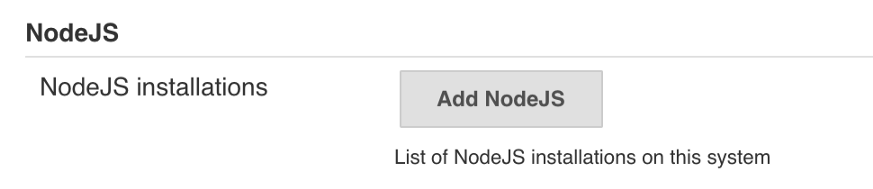 NodeJS
NodeJS installations
Add NodeJS
List of NodeJS installations on this system